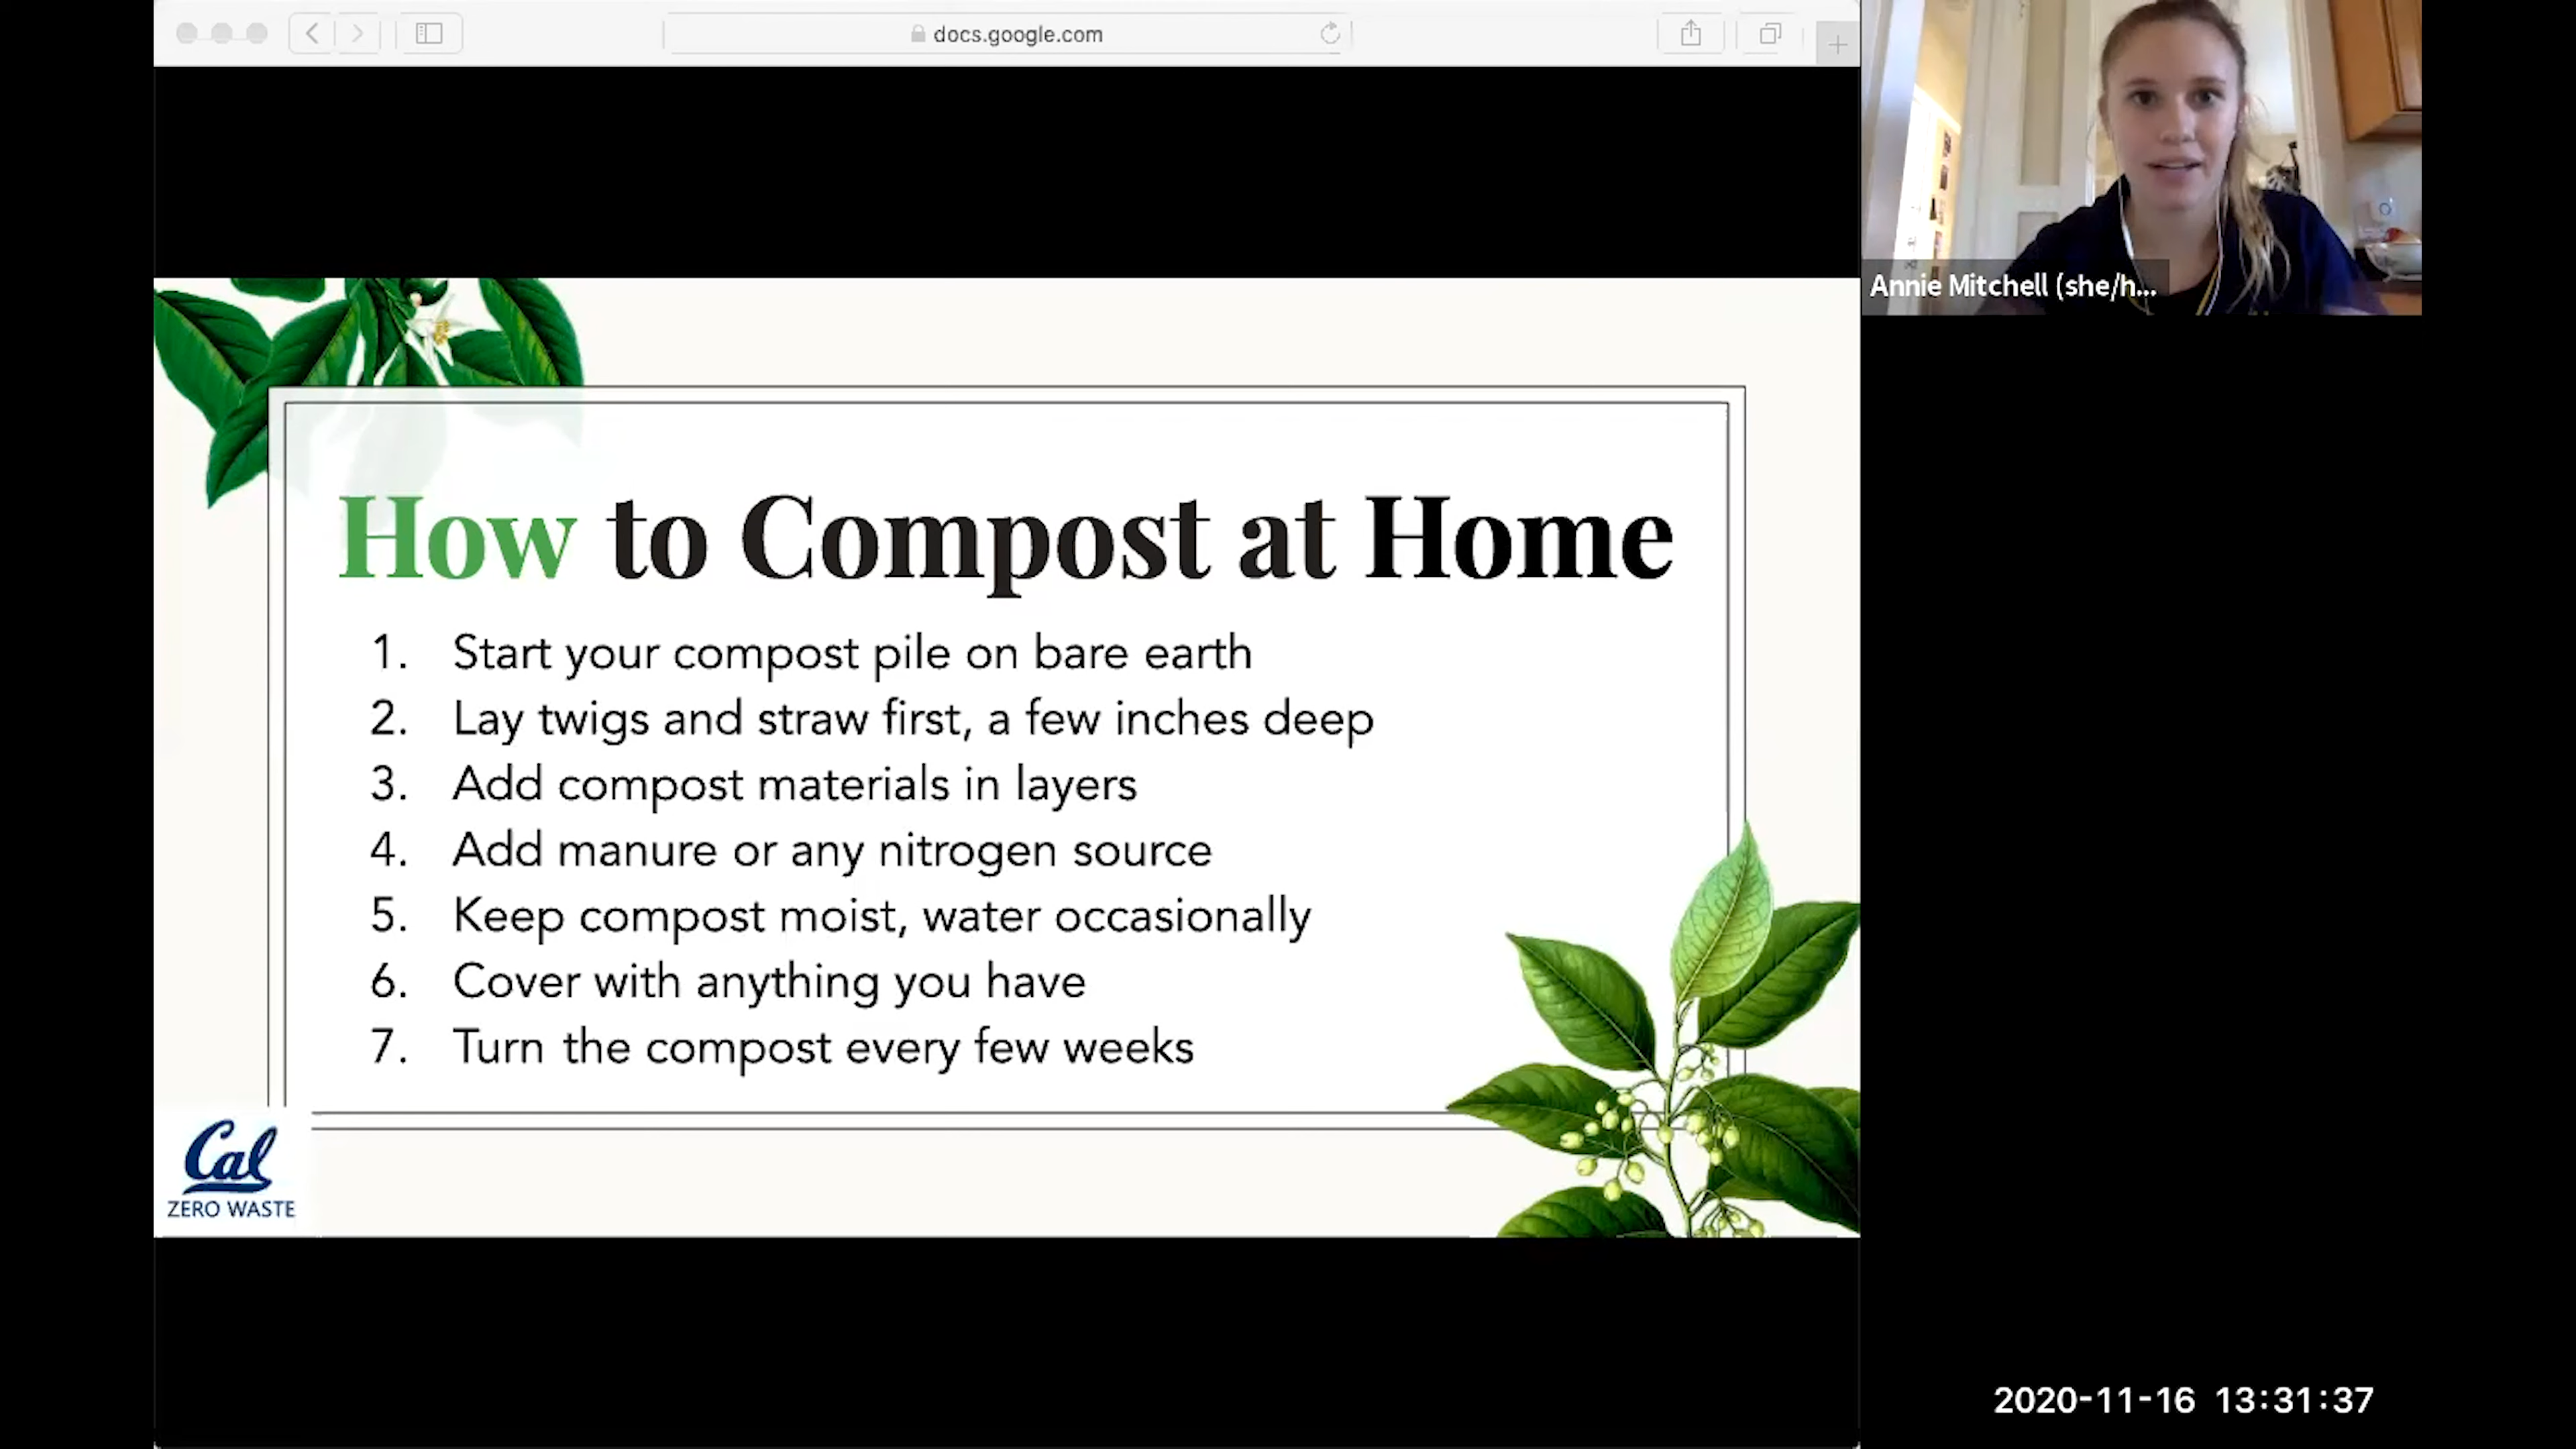 docs.google.com
Annie Mitchell (she/h...
How to Compost at Home
1. Start your compost pile on bare earth
2. Lay twigs and straw first, a few inches deep
3. Add compost materials in layers
4. Add manure or any nitrogen source
5. Keep compost moist, water occasionally
6. Cover with anything you have
7. Turn the compost every few weeks
Cal
ZERO WASTE
2020-11-16 13:31:37